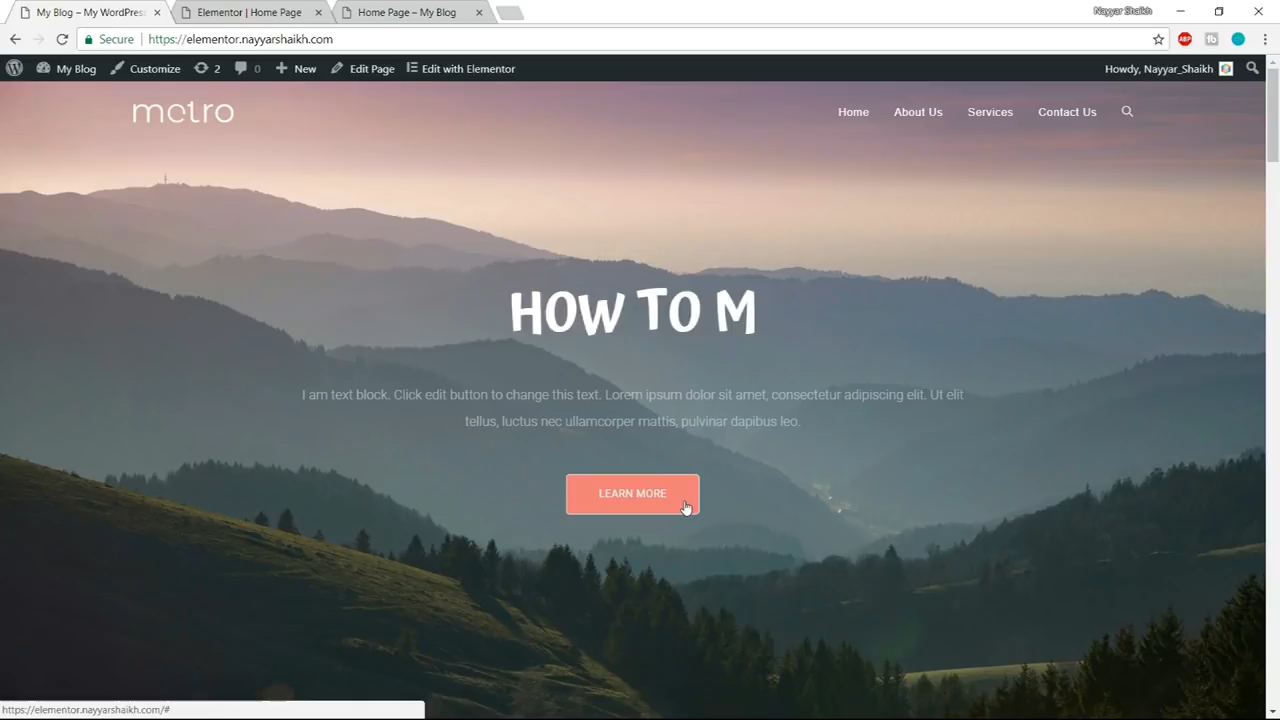 My Blog – My WordPres
Elementor | Home Page
Home Page – My Blog
Nayyar Shaikh
Secure
https://elementor.nayyarshaikh.com
ABP
My Blog
Customize
2
0
New
Edit Page
Edit with Elementor
Howdy, Nayyar_Shaikh
metro
Home
About Us
Services
Contact Us
HOW TO M
I am text block. Click edit button to change this text. Lorem ipsum dolor sit amet, consectetur adipiscing elit. Ut elit
tellus, luctus nec ullamcorper mattis, pulvinar dapibus leo.
LEARN MORE
https://elementor.nayyarshaikh.com/#